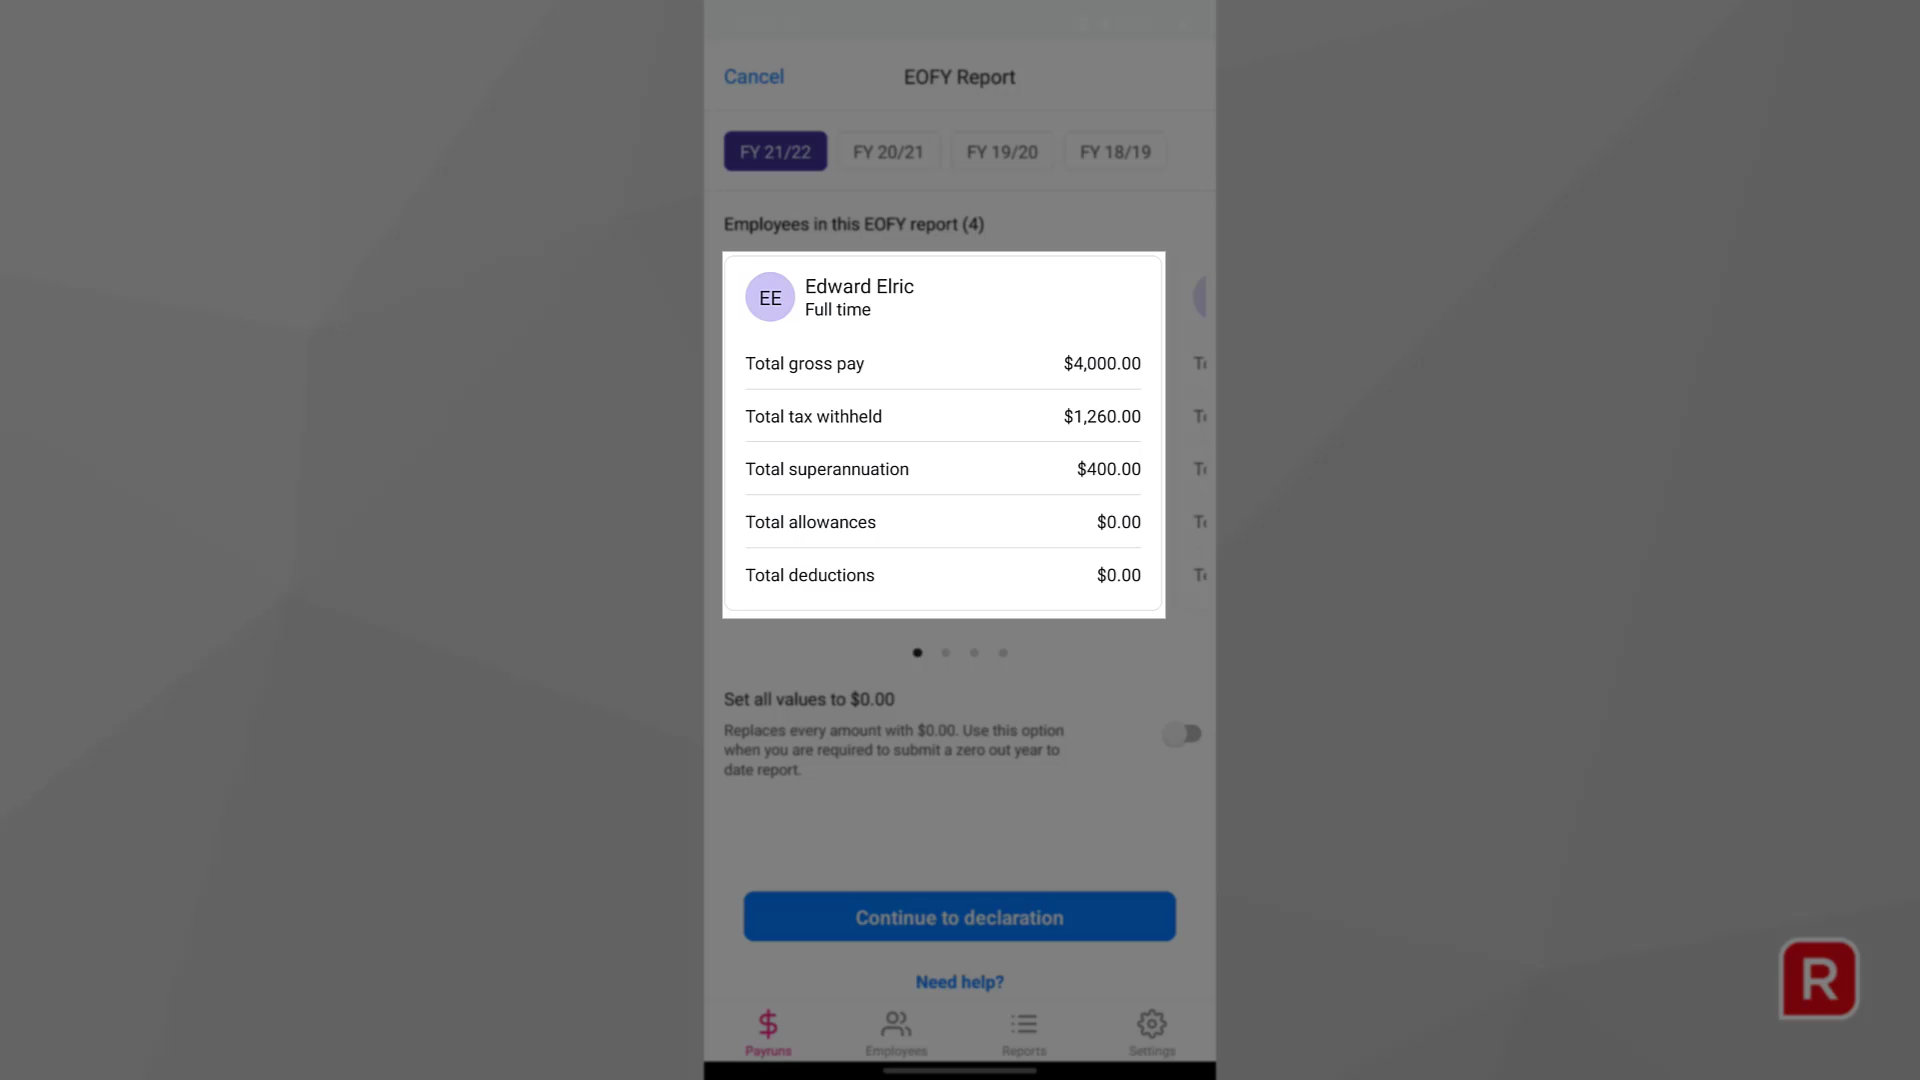 Cancel
EOFY Report
FY 21/22
FY 20/21
FY 19/20
FY 18/19
Employees in this EOFY report (4)
EE
Edward Elric
Full time
Total gross pay
$4,000.00
Total tax withheld
$1,260.00
Total superannuation
$400.00
Total allowances
$0.00
Total deductions
$0.00
Set all values to $0.00
Replaces every amount with $0.00. Use this option
when you are required to submit a zero out year to
date report.
Continue to declaration
Need help?
Payruns
Employees
Reports
Settings
R